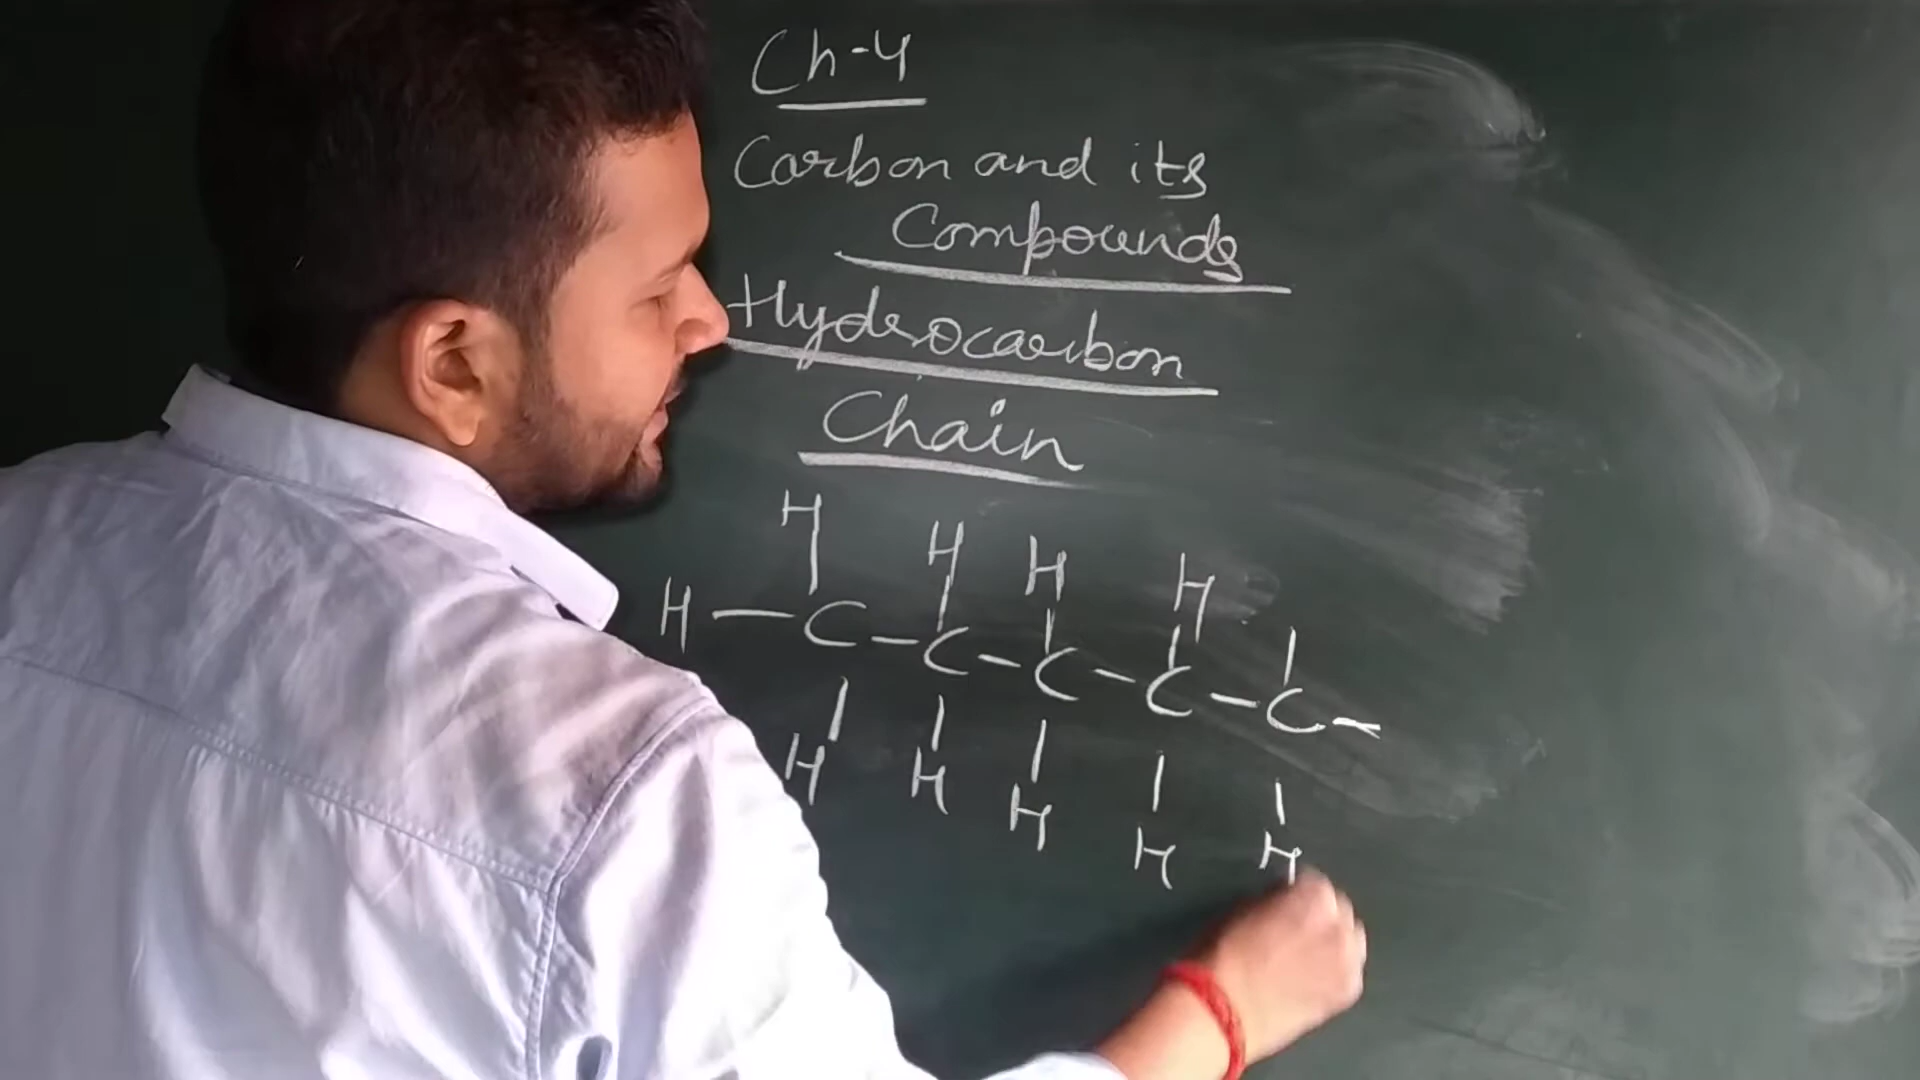 Ch-4
Carbon and its
Compounds
Hydrocarbon
Chain
H H H H
H—C–C–C–C–C–
H H H H H